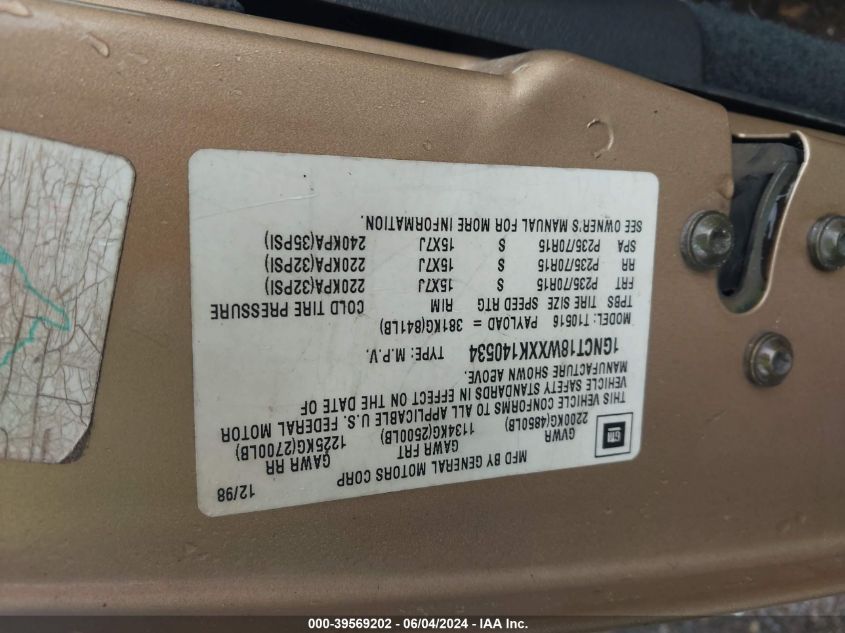 MFD BY GENERAL MOTORS CORP 12/98
GM
GVWR GAWR FRT GAWR RR
2200KG(4850LB) 1134KG(2500LB) 1225KG(2700LB)
THIS VEHICLE CONFORMS TO ALL APPLICABLE U.S. FEDERAL MOTOR
VEHICLE SAFETY STANDARDS IN EFFECT ON THE DATE OF
MANUFACTURE SHOWN ABOVE.
1GNCT18WXXK140534 TYPE: M.P.V.
MODEL: T10516 PAYLOAD = 381KG(841LB)
TPBS TIRE SIZE SPEED RTG RIM COLD TIRE PRESSURE
FRT P235/70R15 S 15X7J 220KPA(32PSI)
RR P235/70R15 S 15X7J 220KPA(32PSI)
SPA P235/70R15 S 15X7J 240KPA(35PSI)
SEE OWNER'S MANUAL FOR MORE INFORMATION.
000-39569202 - 06/04/2024 - IAA Inc.